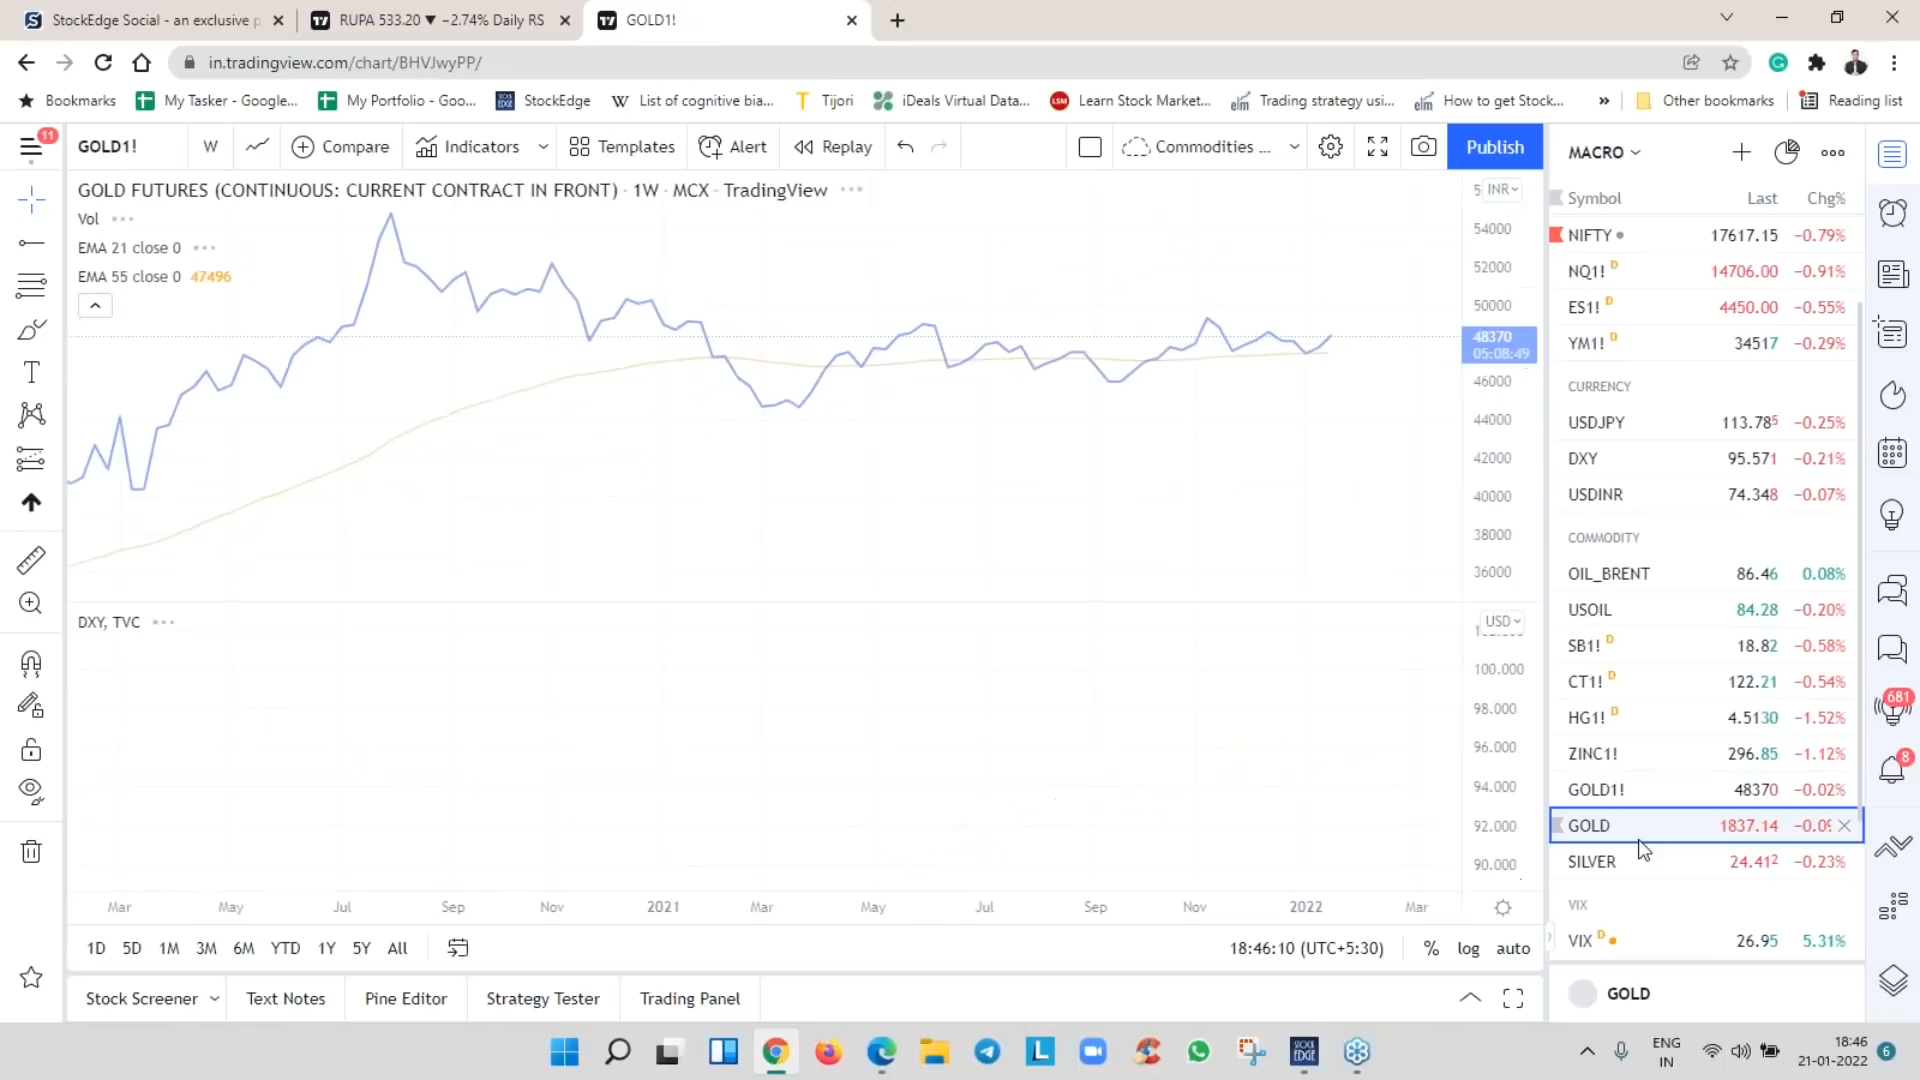 StockEdge Social - an exclusive p
RUPA 533.20 ▼ −2.74% Daily RS
GOLD1!
in.tradingview.com/chart/BHVJwyPP/
Bookmarks
My Tasker - Google...
My Portfolio - Goo...
StockEdge
List of cognitive bia...
Tijori
iDeals Virtual Data...
Learn Stock Market...
Trading strategy usi...
How to get Stock...
»
Other bookmarks
Reading list
11
GOLD1!
W
Compare
Indicators
Templates
Alert
Replay
Commodities ...
Publish
MACRO
GOLD FUTURES (CONTINUOUS: CURRENT CONTRACT IN FRONT) · 1W · MCX · TradingView
INR
Vol
EMA 21 close 0
EMA 55 close 0 47496
54000
52000
50000
48370
05:08:49
46000
44000
42000
40000
38000
36000
DXY, TVC
USD
100.000
98.000
96.000
94.000
92.000
90.000
Mar May Jul Sep Nov 2021 Mar May Jul Sep Nov 2022 Mar
1D 5D 1M 3M 6M YTD 1Y 5Y All
18:46:10 (UTC+5:30)
% log auto
Stock Screener
Text Notes
Pine Editor
Strategy Tester
Trading Panel
Symbol Last Chg%
NIFTY 17617.15 −0.79%
NQ1! D 14706.00 −0.91%
ES1! D 4450.00 −0.55%
YM1! D 34517 −0.29%
CURRENCY
USDJPY 113.785 −0.25%
DXY 95.571 −0.21%
USDINR 74.348 −0.07%
COMMODITY
OIL_BRENT 86.46 0.08%
USOIL 84.28 −0.20%
SB1! D 18.82 −0.58%
CT1! D 122.21 −0.54%
HG1! D 4.5130 −1.52%
ZINC1! 296.85 −1.12%
GOLD1! 48370 −0.02%
GOLD 1837.14
SILVER 24.412 −0.23%
VIX
VIX D 26.95 5.31%
GOLD
681
8
ENG
IN
18:46
21-01-2022
6